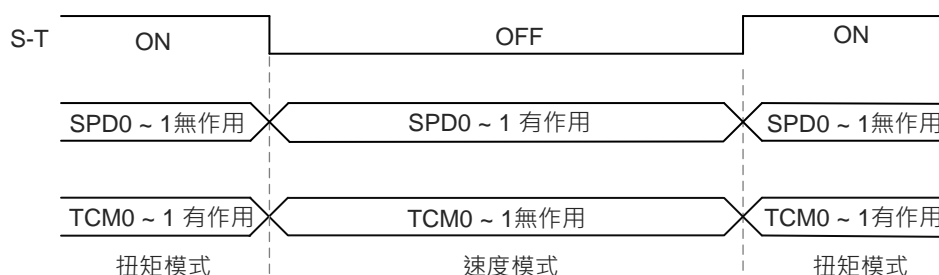 S-T ON OFF ON
SPD0 ~ 1無作用 SPD0 ~ 1 有作用 SPD0 ~ 1無作用
TCM0 ~ 1 有作用 TCM0 ~ 1無作用 TCM0 ~ 1有作用
扭矩模式 速度模式 扭矩模式